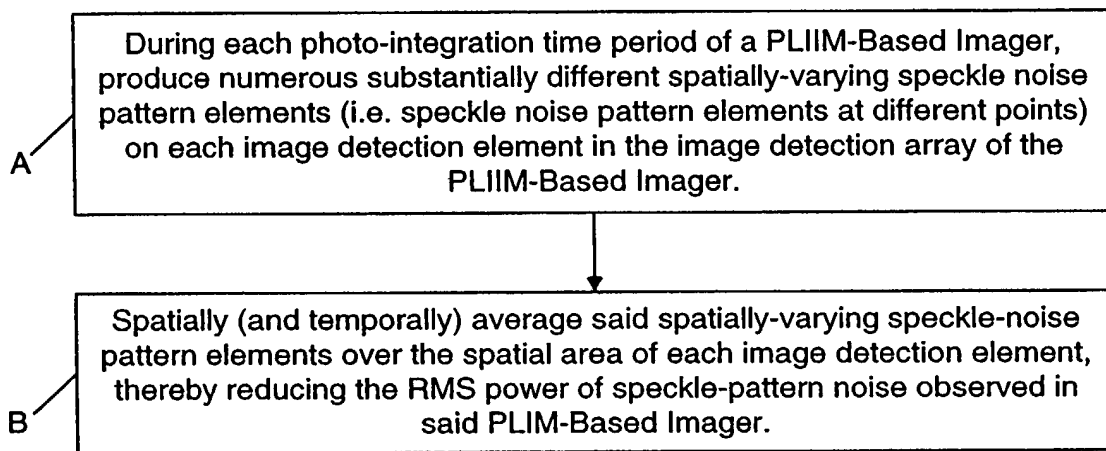 During each photo-integration time period of a PLIIM-Based Imager,
produce numerous substantially different spatially-varying speckle noise
pattern elements (i.e. speckle noise pattern elements at different points)
on each image detection element in the image detection array of the
PLIIM-Based Imager.
A
Spatially (and temporally) average said spatially-varying speckle-noise
pattern elements over the spatial area of each image detection element,
thereby reducing the RMS power of speckle-pattern noise observed in
said PLIM-Based Imager.
B